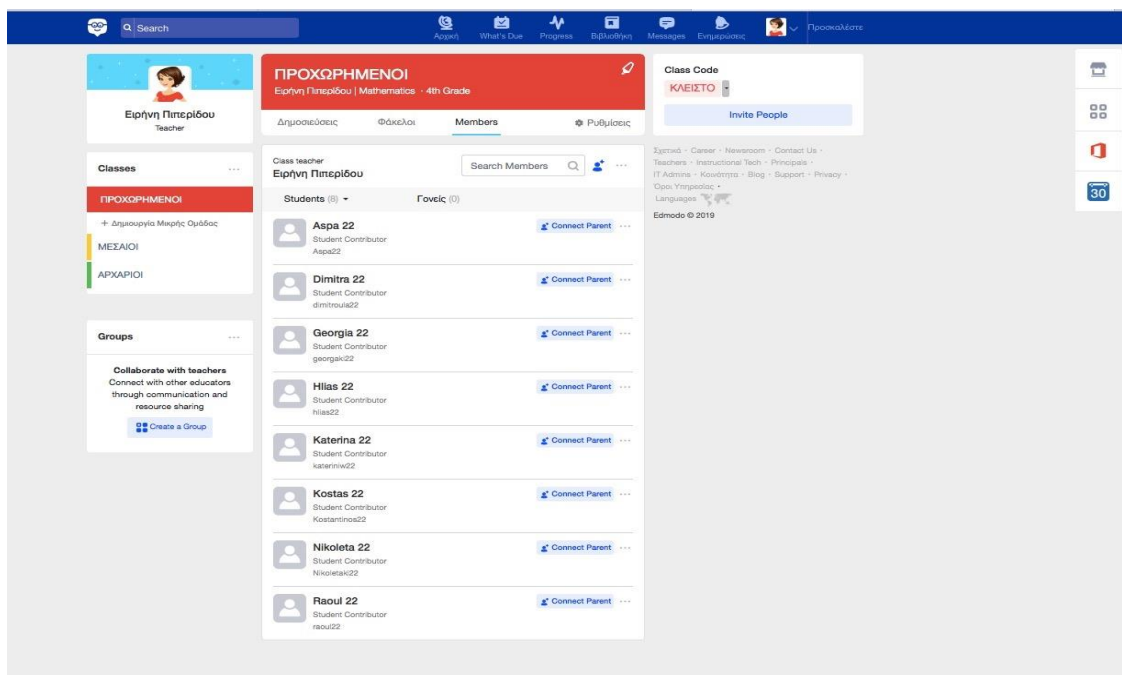 Search
Αρχική
What's Due
Progress
Βιβλιοθήκη
Messages
Ενημερώσεις
Προσκαλέστε
Ειρήνη Πιπερίδου
Teacher
Classes
ΠΡΟΧΩΡΗΜΕΝΟΙ
+ Δημιουργία Μικρής Ομάδας
ΜΕΣΑΙΟΙ
ΑΡΧΑΡΙΟΙ
Groups
Collaborate with teachers
Connect with other educators
through communication and
resource sharing
Create a Group
ΠΡΟΧΩΡΗΜΕΝΟΙ
Ειρήνη Πιπερίδου | Mathematics · 4th Grade
Δημοσιεύσεις Φάκελοι Members Ρυθμίσεις
Class teacher
Ειρήνη Πιπερίδου
Search Members
Students (8) Γονείς (0)
Aspa 22
Student Contributor
Aspa22
Connect Parent
Dimitra 22
Student Contributor
dimitroula22
Connect Parent
Georgia 22
Student Contributor
georgaki22
Connect Parent
Hlias 22
Student Contributor
hlias22
Connect Parent
Katerina 22
Student Contributor
kateriniw22
Connect Parent
Kostas 22
Student Contributor
Kostantinos22
Connect Parent
Nikoleta 22
Student Contributor
Nikoletaki22
Connect Parent
Raoul 22
Student Contributor
raoul22
Connect Parent
Class Code
ΚΛΕΙΣΤΟ
Invite People
Σχετικά · Career · Newsroom · Contact Us ·
Teachers · Instructional Tech · Principals ·
IT Admins · Κοινότητα · Blog · Support · Privacy ·
Όροι Υπηρεσίας ·
Languages
Edmodo © 2019
30